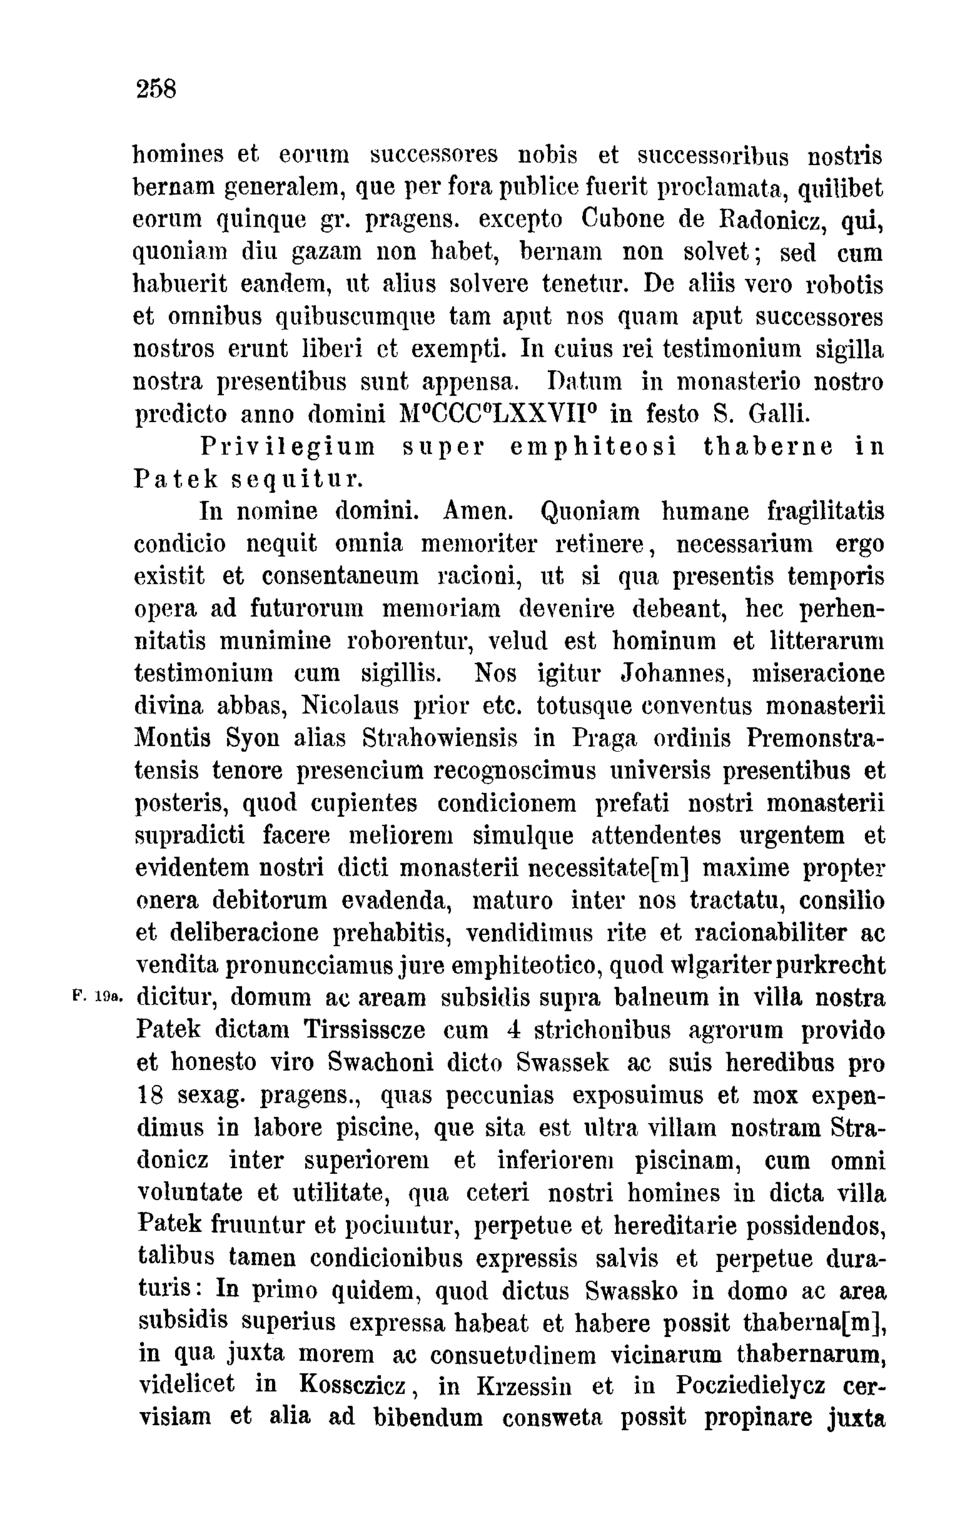 258
homines et eorum successores nobis et successoribus nostris
bernam generalem, que per fora publice fuerit proclamata, quilibet
eorum quinque gr. pragens. excepto Cubone de Radonicz, qui,
quoniam diu gazam non habet, bernam non solvet; sed cum
habuerit eandem, ut alius solvere tenetur. De aliis vero robotis
et omnibus quibuscumque tam aput nos quam aput successores
nostros erunt liberi et exempti. In cuius rei testimonium sigilla
nostra presentibus sunt appensa. Datum in monasterio nostro
predicto anno domini M⁰CCC⁰LXXVII⁰ in festo S. Galli.
Privilegium super emphiteosi thaberne in
Patek sequitur.
In nomine domini. Amen. Quoniam humane fragilitatis
condicio nequit omnia memoriter retinere, necessarium ergo
existit et consentaneum racioni, ut si qua presentis temporis
opera ad futurorum memoriam devenire debeant, hec perhen-
nitatis munimine roborentur, velud est hominum et litterarum
testimonium cum sigillis. Nos igitur Johannes, miseracione
divina abbas, Nicolaus prior etc. totusque conventus monasterii
Montis Syon alias Strahowiensis in Praga ordinis Premonstra-
tensis tenore presencium recognoscimus universis presentibus et
posteris, quod cupientes condicionem prefati nostri monasterii
supradicti facere meliorem simulque attendentes urgentem et
evidentem nostri dicti monasterii necessitate[m] maxime propter
onera debitorum evadenda, maturo inter nos tractatu, consilio
et deliberacione prehabitis, vendidimus rite et racionabiliter ac
vendita pronuncciamus jure emphiteotico, quod wlgariter purkrecht
F. 19a. dicitur, domum ac aream subsidis supra balneum in villa nostra
Patek dictam Tirssisscze cum 4 strichonibus agrorum provido
et honesto viro Swachoni dicto Swassek ac suis heredibus pro
18 sexag. pragens., quas peccunias exposuimus et mox expen-
dimus in labore piscine, que sita est ultra villam nostram Stra-
donicz inter superiorem et inferiorem piscinam, cum omni
voluntate et utilitate, qua ceteri nostri homines in dicta villa
Patek fruuntur et pociuntur, perpetue et hereditarie possidendos,
talibus tamen condicionibus expressis salvis et perpetue dura-
turis: In primo quidem, quod dictus Swassko in domo ac area
subsidis superius expressa habeat et habere possit thaberna[m],
in qua juxta morem ac consuetudinem vicinarum thabernarum,
videlicet in Kossczicz, in Krzessin et in Pocziedielycz cer-
visiam et alia ad bibendum consweta possit propinare juxta